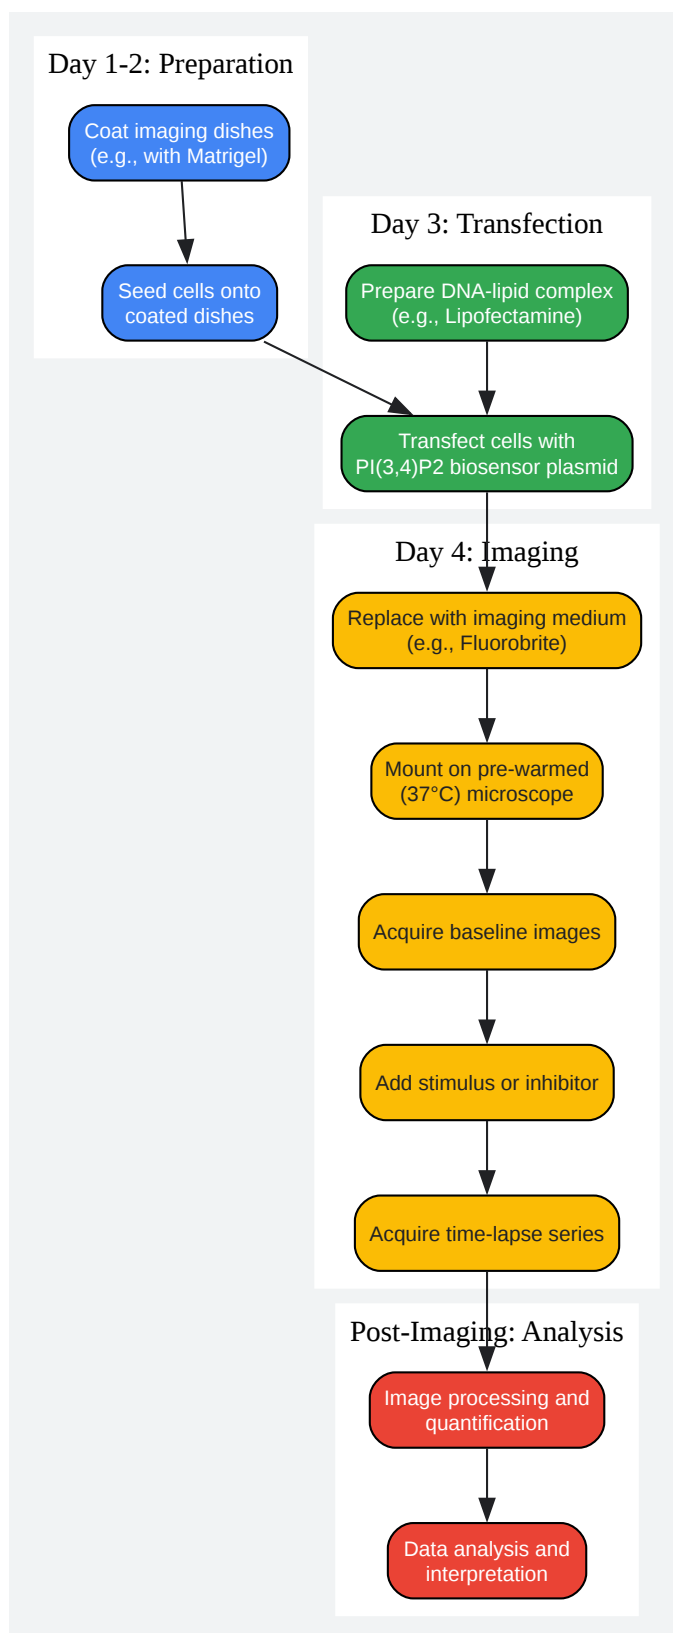 Day 1-2: Preparation
Coat imaging dishes
(e.g., with Matrigel)
Seed cells onto
coated dishes
Day 3: Transfection
Prepare DNA-lipid complex
(e.g., Lipofectamine)
Transfect cells with
PI(3,4)P2 biosensor plasmid
Day 4: Imaging
Replace with imaging medium
(e.g., Fluorobrite)
Mount on pre-warmed
(37°C) microscope
Acquire baseline images
Add stimulus or inhibitor
Acquire time-lapse series
Post-Imaging: Analysis
Image processing and
quantification
Data analysis and
interpretation